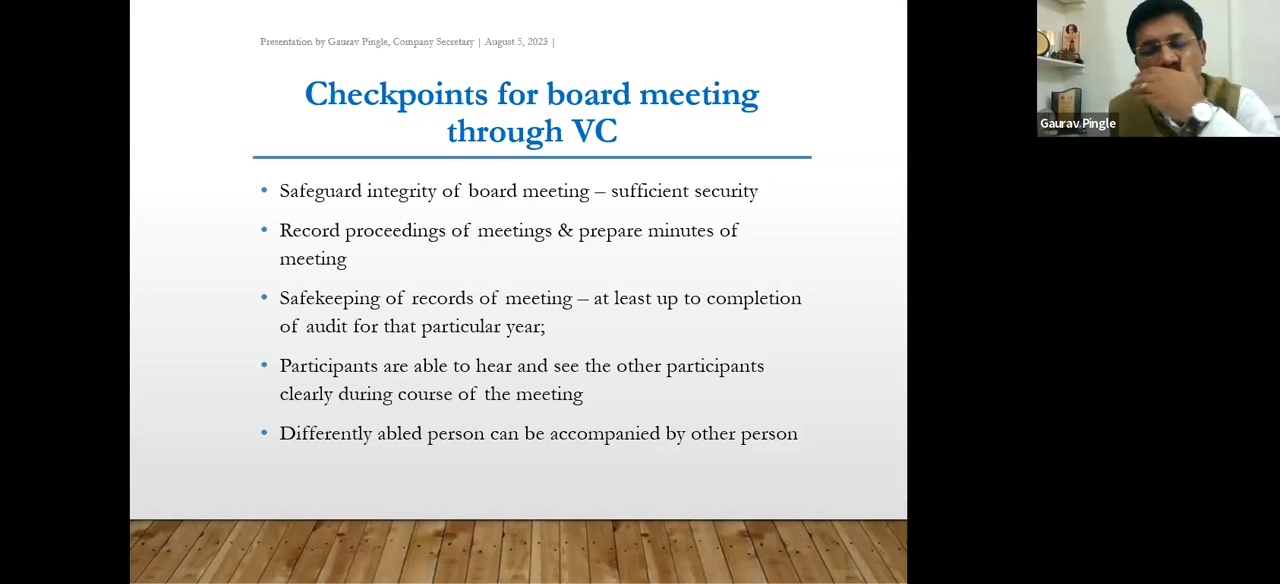 Presentation by Gaurav Pingle, Company Secretary | August 5, 2023 |
Checkpoints for board meeting
through VC
• Safeguard integrity of board meeting – sufficient security
• Record proceedings of meetings & prepare minutes of
meeting
• Safekeeping of records of meeting – at least up to completion
of audit for that particular year;
• Participants are able to hear and see the other participants
clearly during course of the meeting
• Differently abled person can be accompanied by other person
Gaurav Pingle